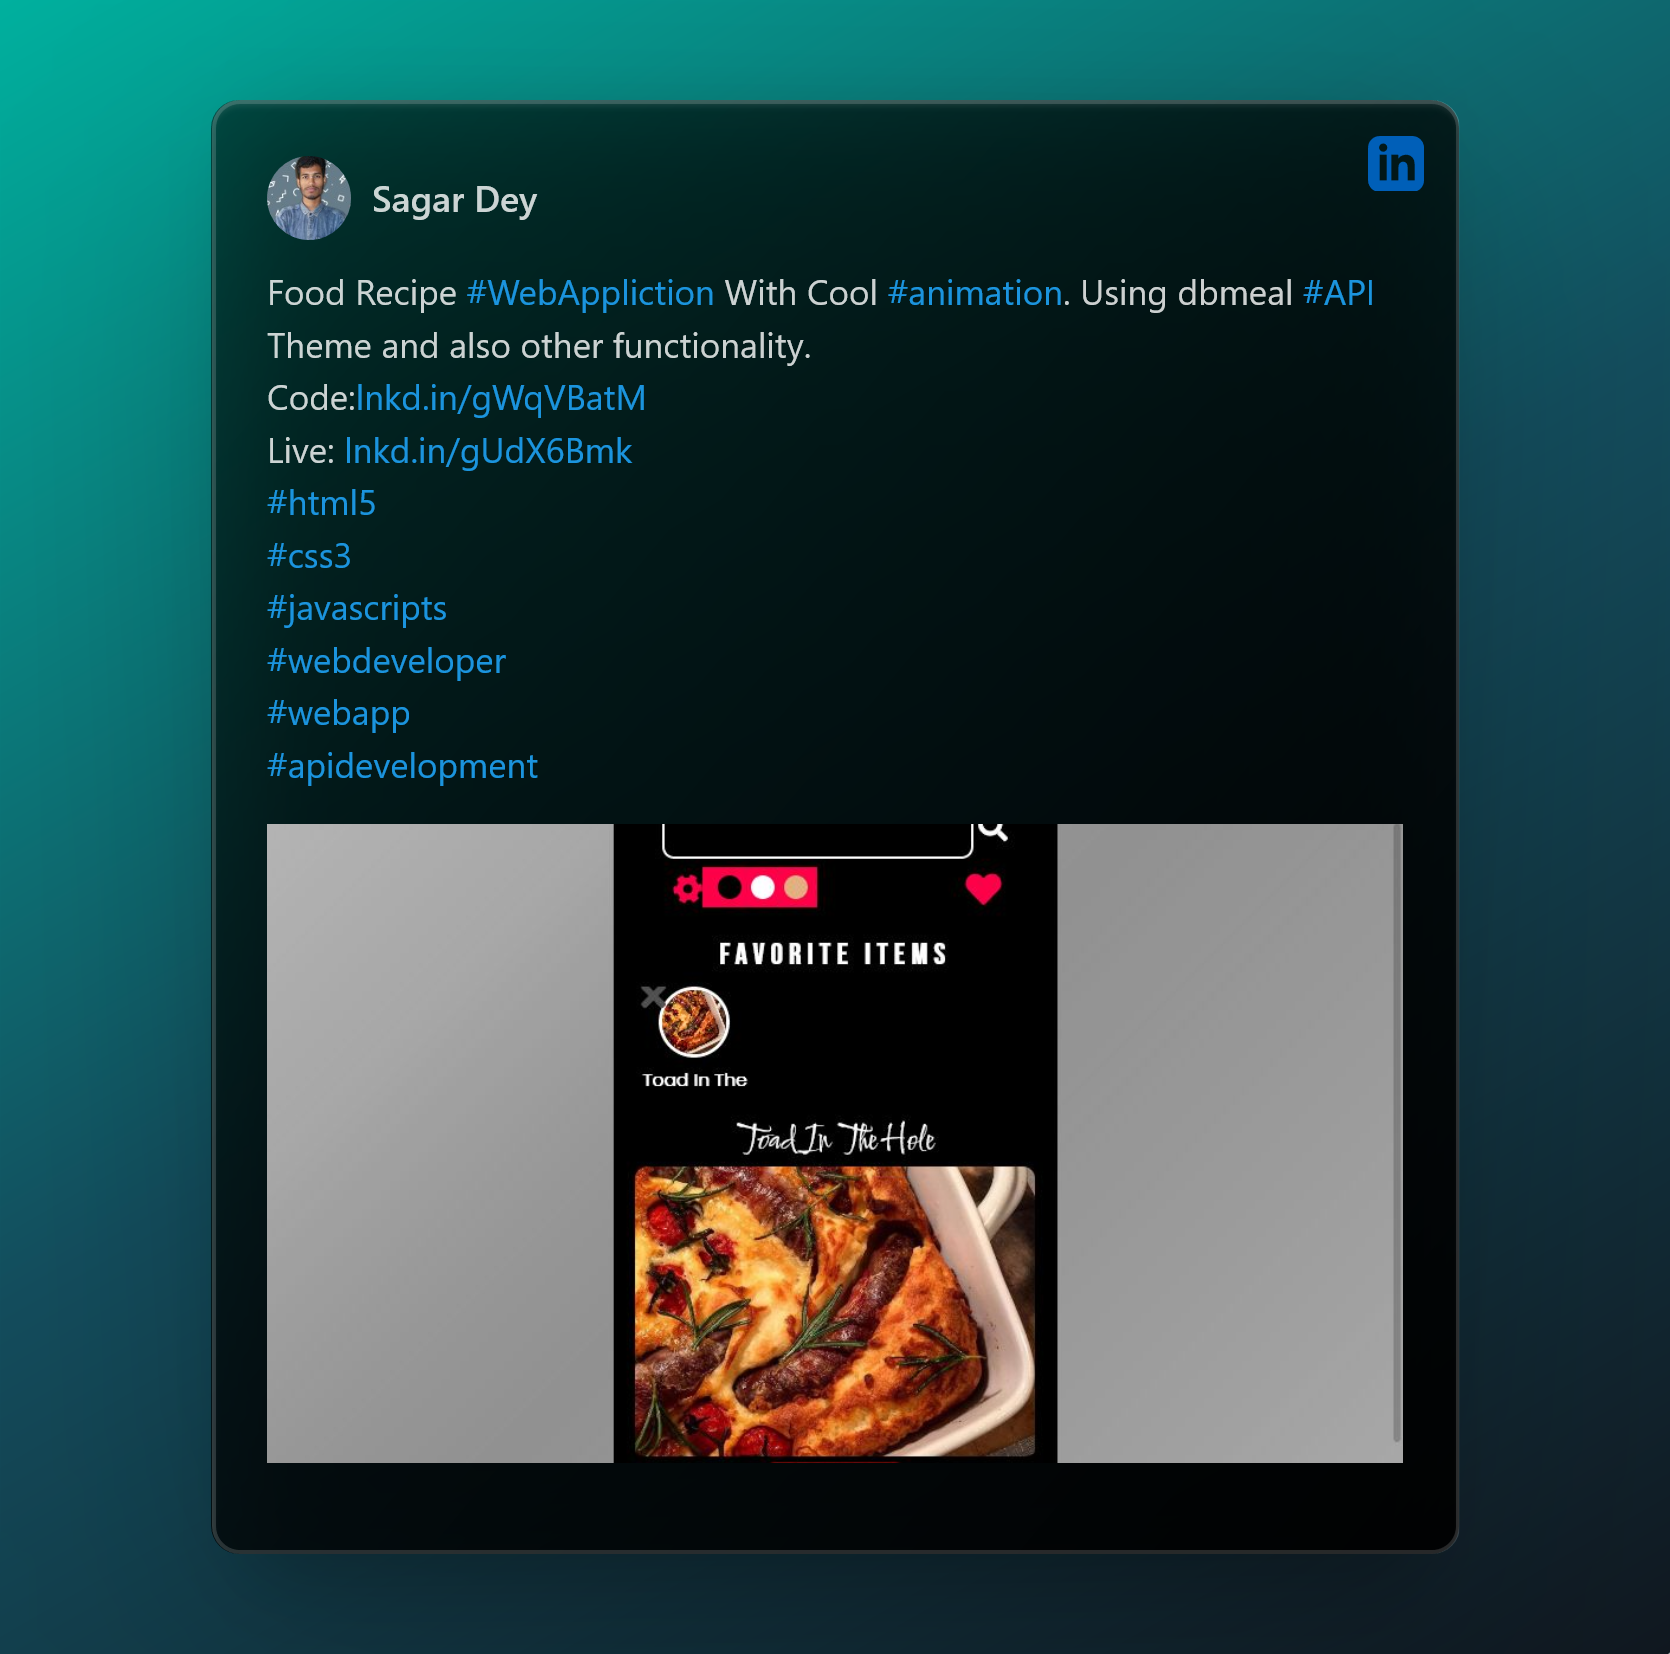 in
Sagar Dey
Food Recipe #WebAppliction With Cool #animation. Using dbmeal #API
Theme and also other functionality.
Code:lnkd.in/gWqVBatM
Live: lnkd.in/gUdX6Bmk
#html5
#css3
#javascripts
#webdeveloper
#webapp
#apidevelopment
FAVORITE ITEMS
Toad In The
Toad In The Hole